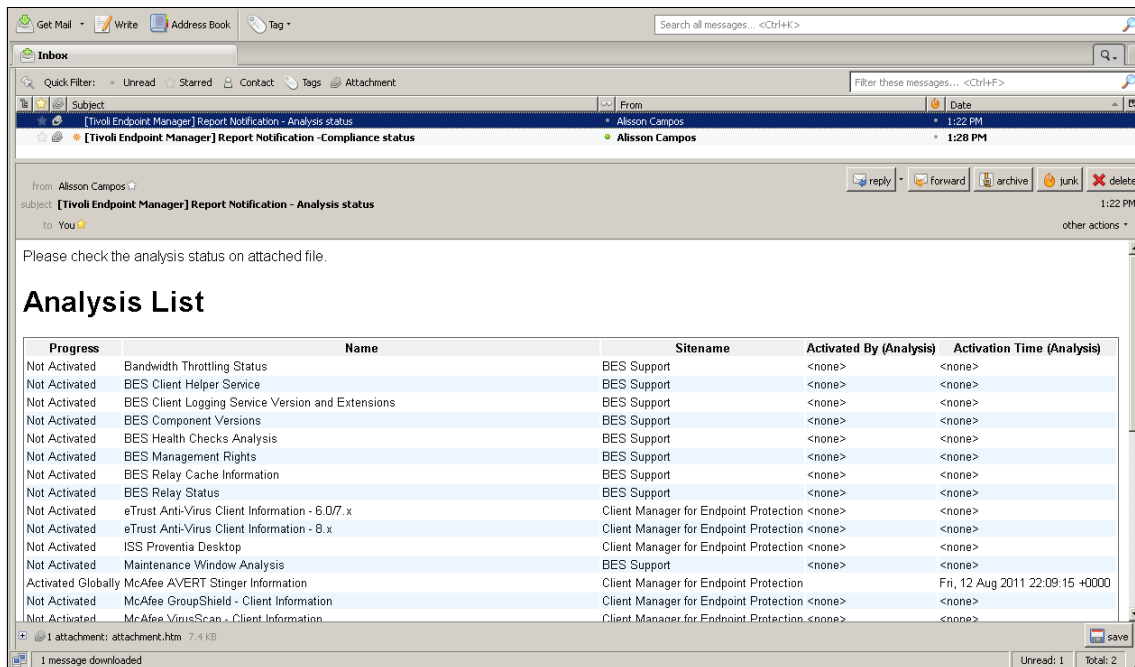 Get Mail Write Address Book Tag Search all messages... <Ctrl+K>
Inbox
Quick Filter: Unread Starred Contact Tags Attachment Filter these messages... <Ctrl+F>
Subject From Date
[Tivoli Endpoint Manager] Report Notification - Analysis status Alisson Campos 1:22 PM
[Tivoli Endpoint Manager] Report Notification -Compliance status Alisson Campos 1:28 PM
from Alisson Campos reply forward archive junk delete
subject [Tivoli Endpoint Manager] Report Notification - Analysis status 1:22 PM
to You other actions
Please check the analysis status on attached file.
Analysis List
Progress Name Sitename Activated By (Analysis) Activation Time (Analysis)
Not Activated Bandwidth Throttling Status BES Support <none> <none>
Not Activated BES Client Helper Service BES Support <none> <none>
Not Activated BES Client Logging Service Version and Extensions BES Support <none> <none>
Not Activated BES Component Versions BES Support <none> <none>
Not Activated BES Health Checks Analysis BES Support <none> <none>
Not Activated BES Management Rights BES Support <none> <none>
Not Activated BES Relay Cache Information BES Support <none> <none>
Not Activated BES Relay Status BES Support <none> <none>
Not Activated eTrust Anti-Virus Client Information - 6.0/7.x Client Manager for Endpoint Protection <none> <none>
Not Activated eTrust Anti-Virus Client Information - 8.x Client Manager for Endpoint Protection <none> <none>
Not Activated ISS Proventia Desktop Client Manager for Endpoint Protection <none> <none>
Not Activated Maintenance Window Analysis BES Support <none> <none>
Activated Globally McAfee AVERT Stinger Information Client Manager for Endpoint Protection Fri, 12 Aug 2011 22:09:15 +0000
Not Activated McAfee GroupShield - Client Information Client Manager for Endpoint Protection <none> <none>
Not Activated McAfee VirusScan - Client Information Client Manager for Endpoint Protection <none> <none>
1 attachment: attachment.htm 7.4 KB save
1 message downloaded Unread: 1 Total: 2